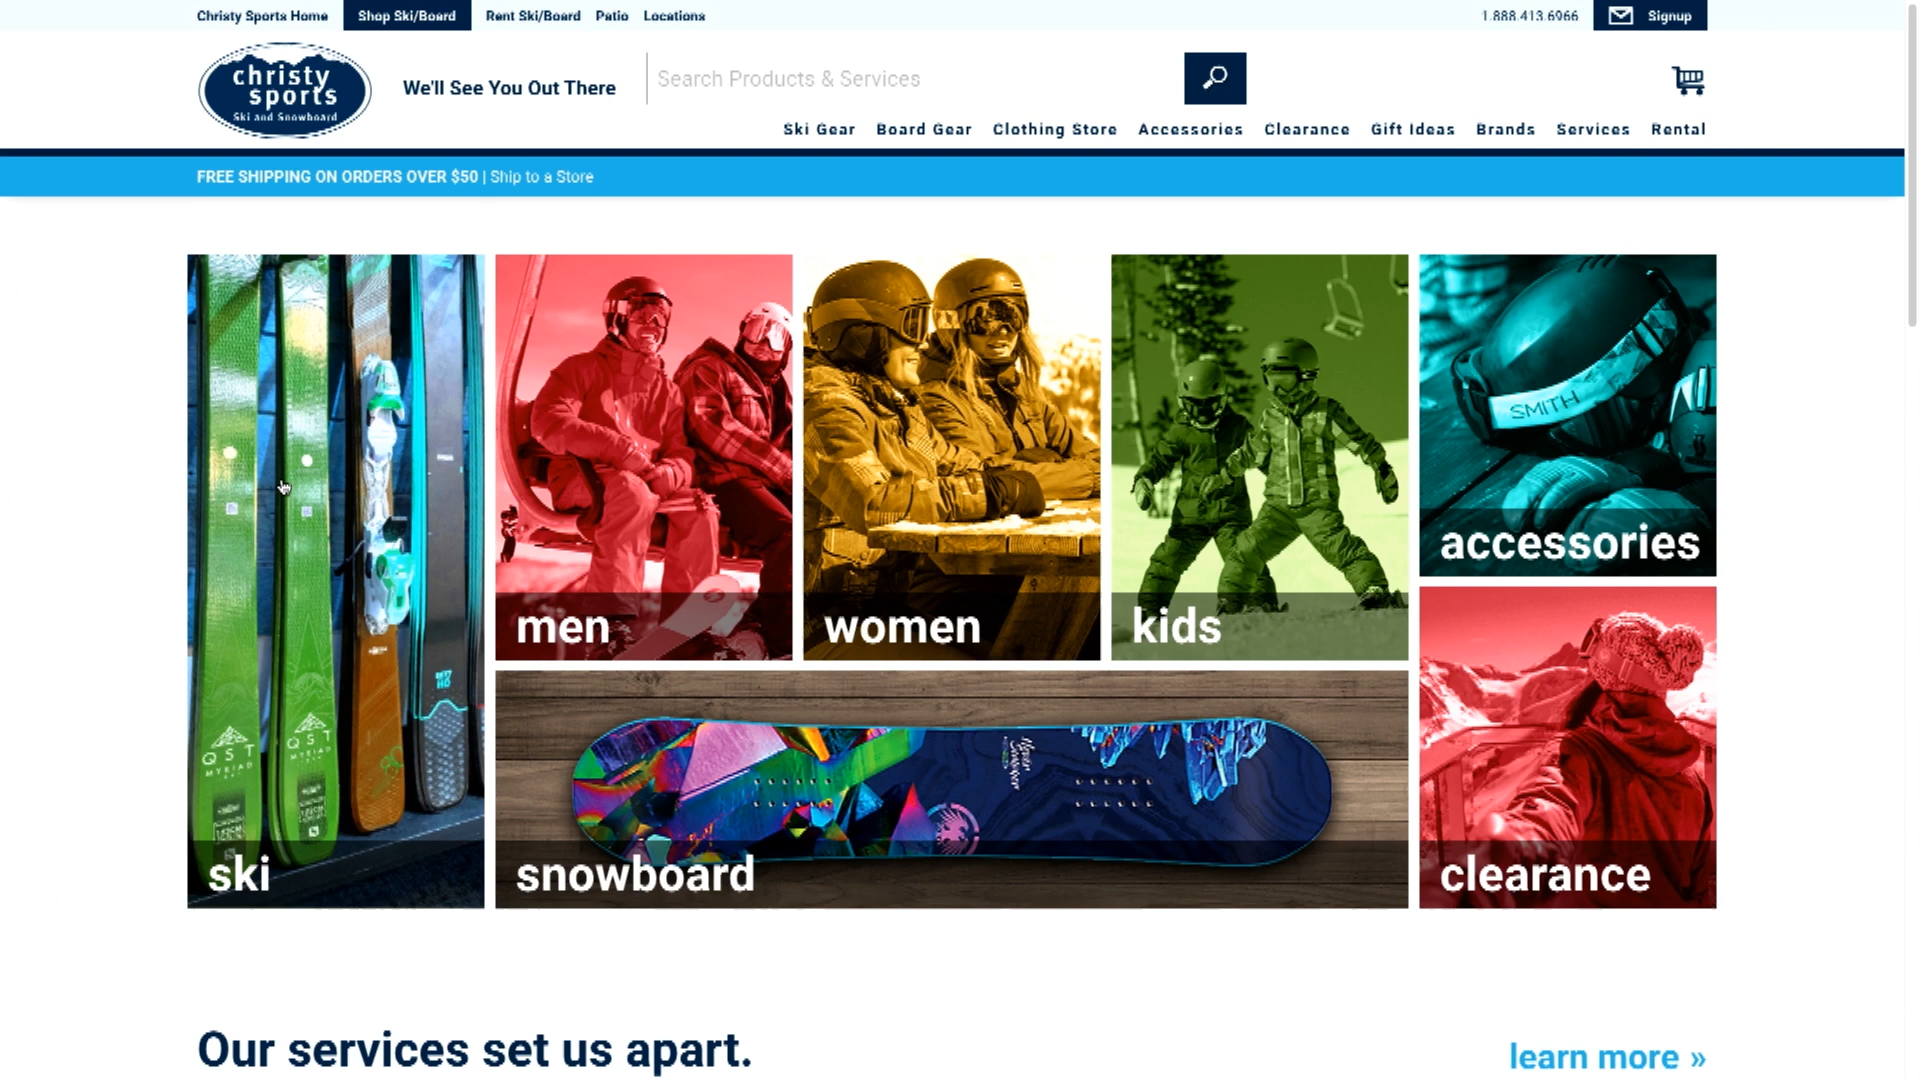 Christy Sports Home Shop Ski/Board Rent Ski/Board Patio Locations 1.888.413.6966 Signup
christy
sports
Ski and Snowboard
We'll See You Out There
Search Products & Services
Ski Gear Board Gear Clothing Store Accessories Clearance Gift Ideas Brands Services Rental
FREE SHIPPING ON ORDERS OVER $50 | Ship to a Store
SMITH
accessories
men
women
kids
QST
MYRIAD
QST
MYRIAD
ski
snowboard
clearance
Our services set us apart.
learn more »